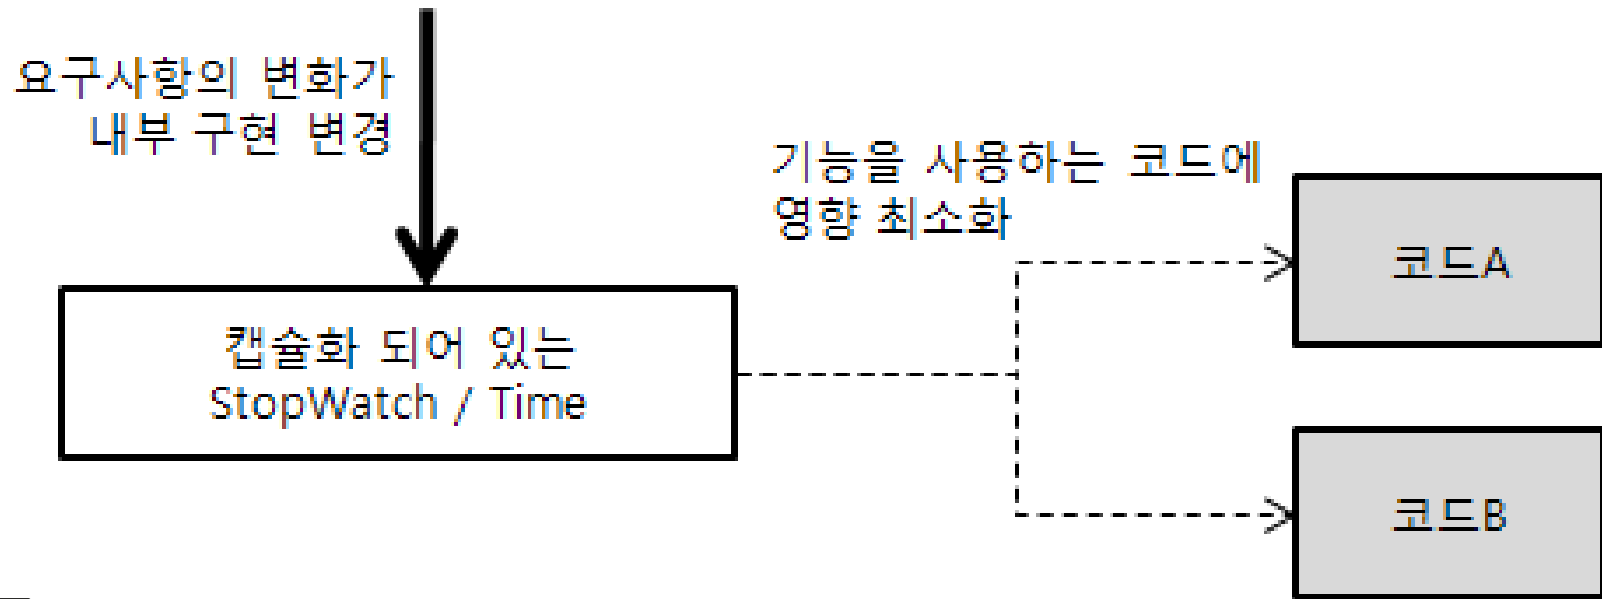 요구사항의 변화가
내부 구현 변경
기능을 사용하는 코드에
영향 최소화
코드A
캡슐화 되어 있는
StopWatch / Time
코드B